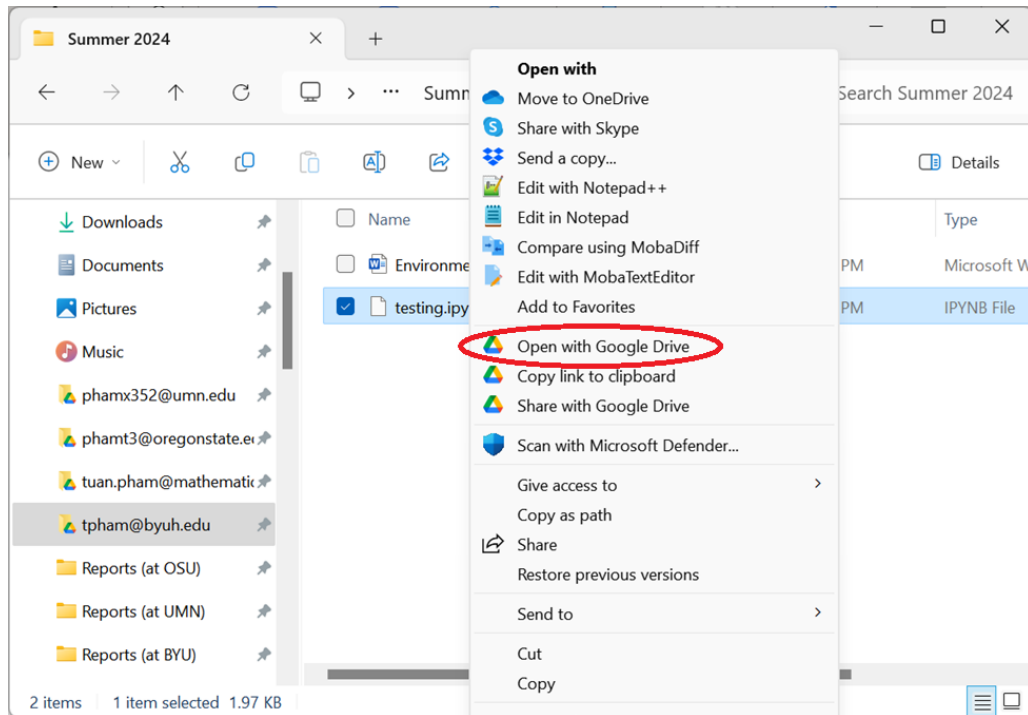 Summer 2024
Summ
Search Summer 2024
New
Details
Downloads
Documents
Pictures
Music
phamx352@umn.edu
phamt3@oregonstate.e
tuan.pham@mathematic
tpham@byuh.edu
Reports (at OSU)
Reports (at UMN)
Reports (at BYU)
Name
Type
Environme
PM
Microsoft W
testing.ipy
PM
IPYNB File
Open with
Move to OneDrive
Share with Skype
Send a copy...
Edit with Notepad++
Edit in Notepad
Compare using MobaDiff
Edit with MobaTextEditor
Add to Favorites
Open with Google Drive
Copy link to clipboard
Share with Google Drive
Scan with Microsoft Defender...
Give access to
Copy as path
Share
Restore previous versions
Send to
Cut
Copy
2 items
1 item selected 1.97 KB